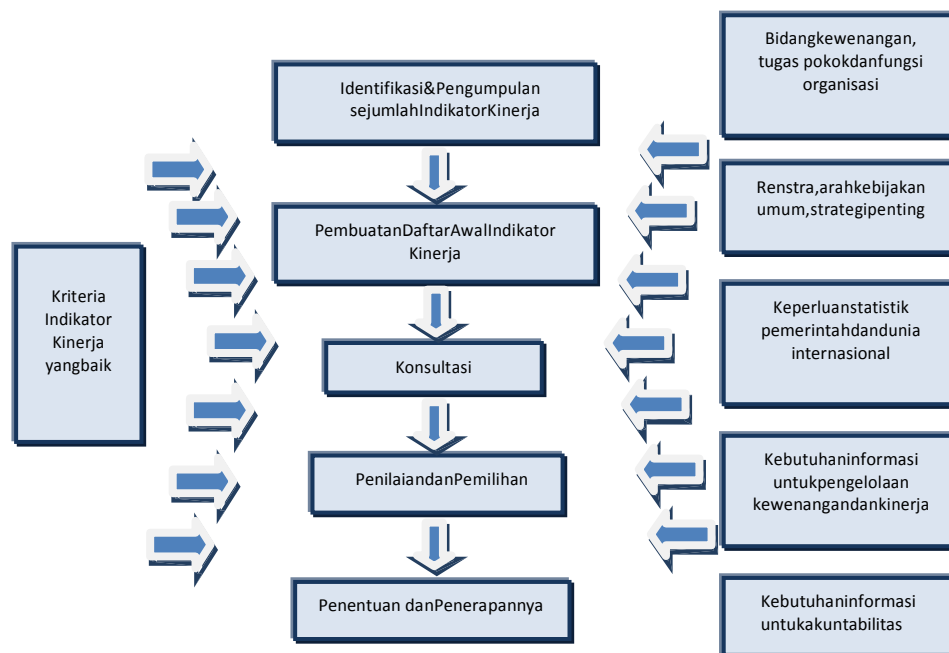 Identifikasi&Pengumpulan
sejumlahIndikatorKinerja
PembuatanDaftarAwalIndikator
Kinerja
Konsultasi
PenilaiandanPemilihan
Penentuan danPenerapannya
Kriteria
Indikator
Kinerja
yangbaik
Bidangkewenangan,
tugas pokokdanfungsi
organisasi
Renstra,arahkebijakan
umum,strategipenting
Keperluanstatistik
pemerintahdandunia
internasional
Kebutuhaninformasi
untukpengelolaan
kewenangandankinerja
Kebutuhaninformasi
untukakuntabilitas